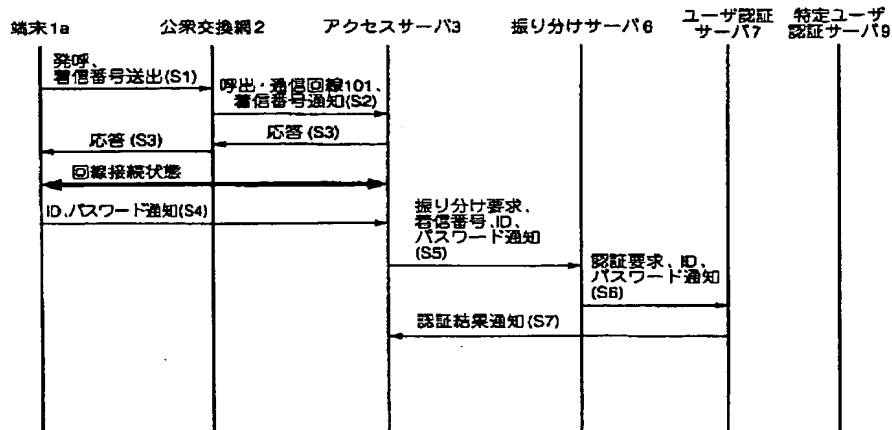 端末1a
公衆交換網2
アクセスサーバ3
振り分けサーバ6
ユーザ認証
サーバ7
特定ユーザ
認証サーバ9
発呼、
着信番号送出(S1)
呼出・通信回線101、
着信番号通知(S2)
応答(S3)
応答(S3)
回線接続状態
ID、パスワード通知(S4)
振り分け要求、
着信番号、ID、
パスワード通知
(S5)
認証要求、ID、
パスワード通知
(S6)
認証結果通知(S7)